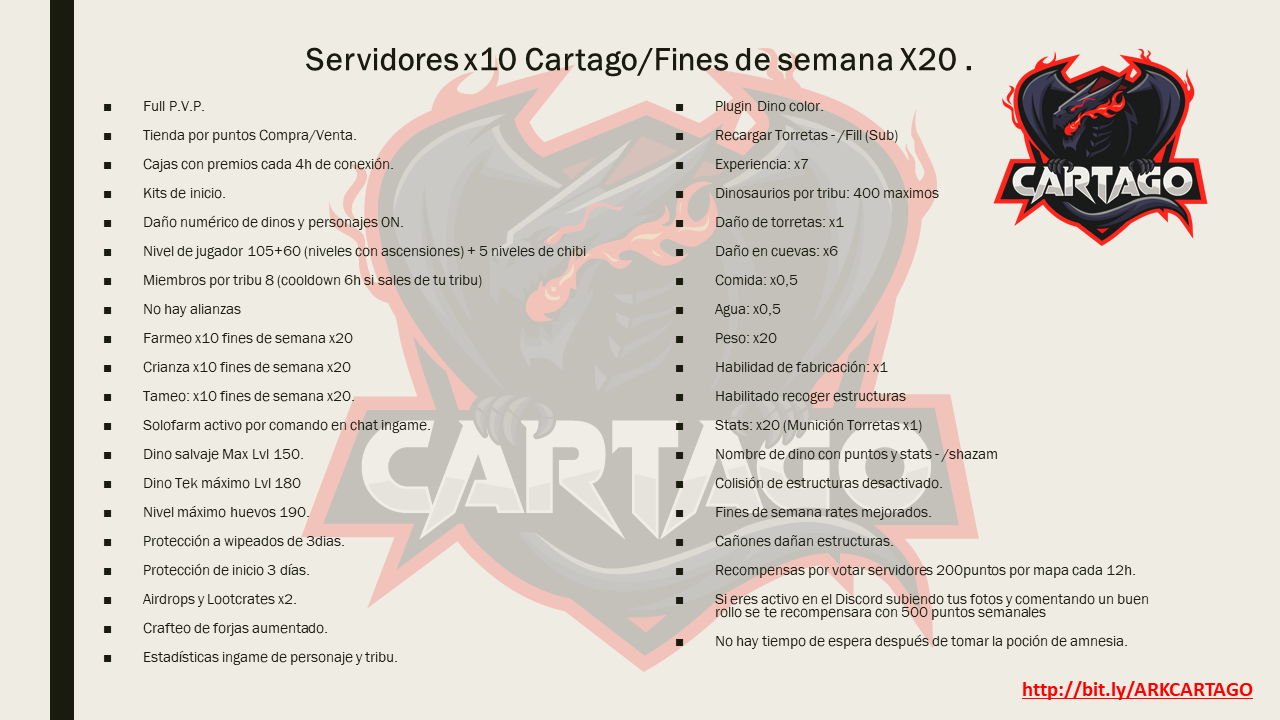 Servidores x10 Cartago/Fines de semana X20 .
Full P.V.P.
Tienda por puntos Compra/Venta.
Cajas con premios cada 4h de conexión.
Kits de inicio.
Daño numérico de dinos y personajes ON.
Nivel de jugador 105+60 (niveles con ascensiones) + 5 niveles de chibi
Miembros por tribu 8 (cooldown 6h si sales de tu tribu)
No hay alianzas
Farmeo x10 fines de semana x20
Crianza x10 fines de semana x20
Tameo: x10 fines de semana x20.
Solofarm activo por comando en chat ingame.
Dino salvaje Max Lvl 150.
Dino Tek máximo Lvl 180
Nivel máximo huevos 190.
Protección a wipeados de 3dias.
Protección de inicio 3 días.
Airdrops y Lootcrates x2.
Crafteo de forjas aumentado.
Estadísticas ingame de personaje y tribu.
Plugin Dino color.
Recargar Torretas - /Fill (Sub)
Experiencia: x7
Dinosaurios por tribu: 400 maximos
Daño de torretas: x1
Daño en cuevas: x6
Comida: x0,5
Agua: x0,5
Peso: x20
Habilidad de fabricación: x1
Habilitado recoger estructuras
Stats: x20 (Munición Torretas x1)
Nombre de dino con puntos y stats - /shazam
Colisión de estructuras desactivado.
Fines de semana rates mejorados.
Cañones dañan estructuras.
Recompensas por votar servidores 200puntos por mapa cada 12h.
Si eres activo en el Discord subiendo tus fotos y comentando un buen
rollo se te recompensara con 500 puntos semanales
No hay tiempo de espera después de tomar la poción de amnesia.
CARTAGO
CARTAGO
http://bit.ly/ARKCARTAGO